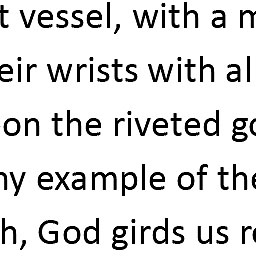 t vessel, with a m
eir wrists with al
on the riveted go
ny example of the
h, God girds us re